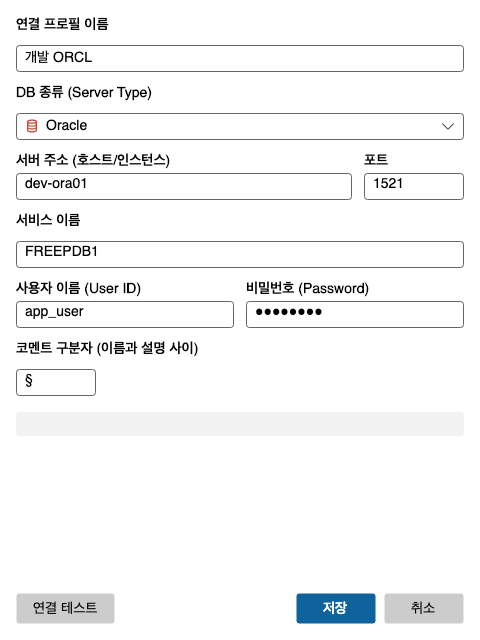 연결 프로필 이름
개발 ORCL
DB 종류 (Server Type)
Oracle
서버 주소 (호스트/인스턴스) 포트
dev-ora01 1521
서비스 이름
FREEPDB1
사용자 이름 (User ID) 비밀번호 (Password)
app_user ●●●●●●●●
코멘트 구분자 (이름과 설명 사이)
§
연결 테스트 저장 취소